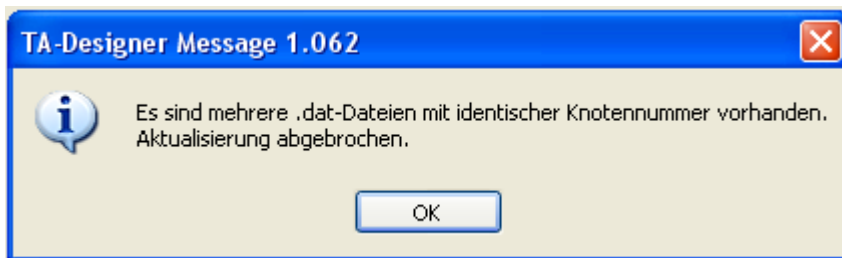 TA-Designer Message 1.062
Es sind mehrere .dat-Dateien mit identischer Knotennummer vorhanden.
Aktualisierung abgebrochen.
OK